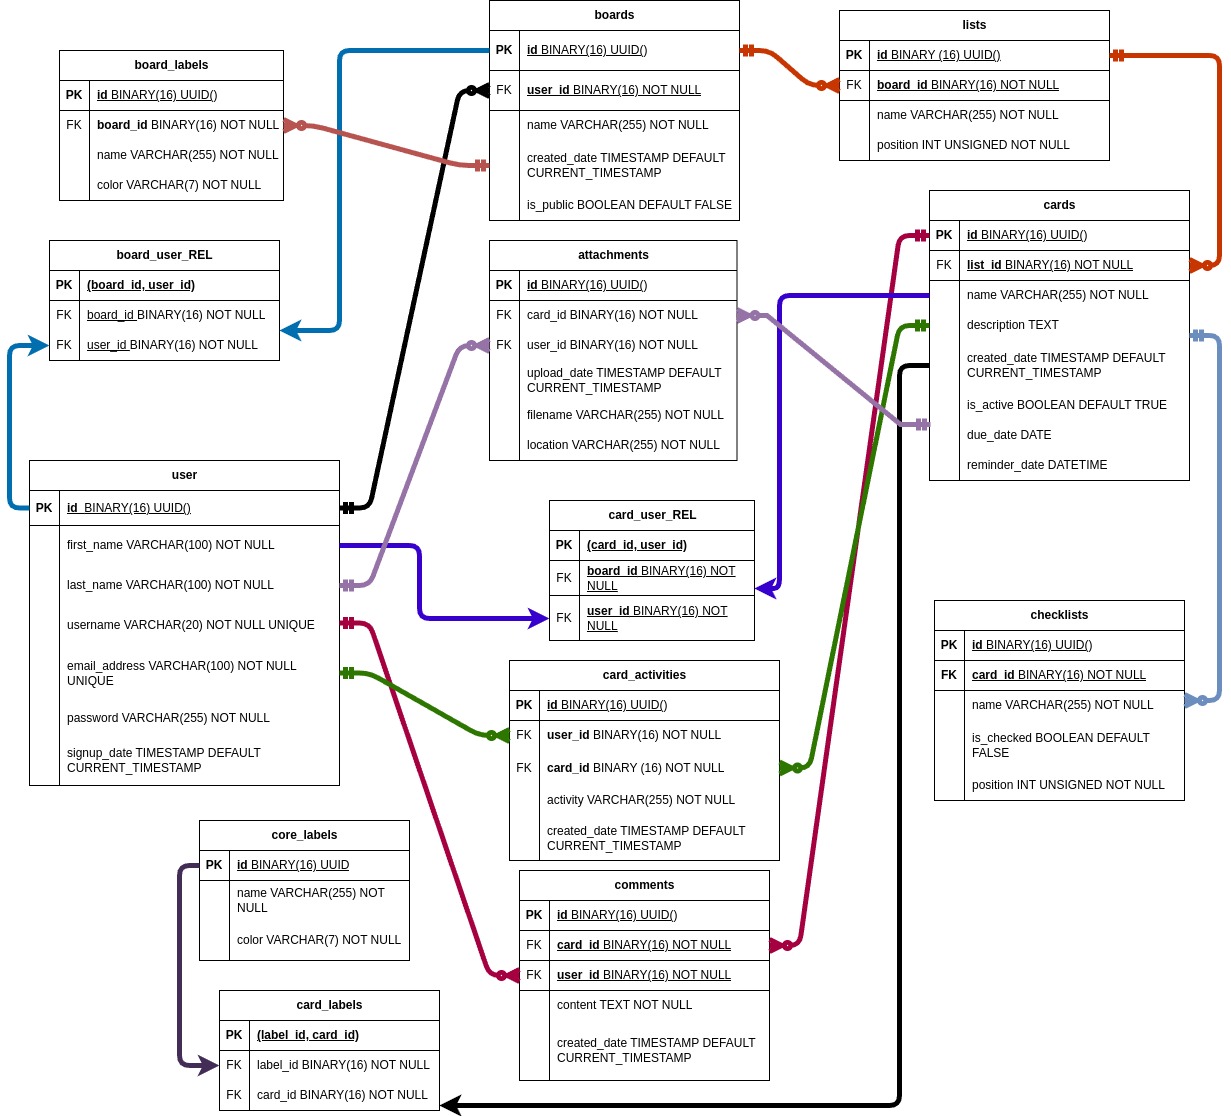 boards
PK id BINARY(16) UUID()
FK user_id BINARY(16) NOT NULL
name VARCHAR(255) NOT NULL
created_date TIMESTAMP DEFAULT
CURRENT_TIMESTAMP
is_public BOOLEAN DEFAULT FALSE
lists
PK id BINARY (16) UUID()
FK board_id BINARY(16) NOT NULL
name VARCHAR(255) NOT NULL
position INT UNSIGNED NOT NULL
board_labels
PK id BINARY(16) UUID()
FK board_id BINARY(16) NOT NULL
name VARCHAR(255) NOT NULL
color VARCHAR(7) NOT NULL
cards
PK id BINARY(16) UUID()
FK list_id BINARY(16) NOT NULL
name VARCHAR(255) NOT NULL
description TEXT
created_date TIMESTAMP DEFAULT
CURRENT_TIMESTAMP
is_active BOOLEAN DEFAULT TRUE
due_date DATE
reminder_date DATETIME
board_user_REL
PK (board_id, user_id)
FK board_id BINARY(16) NOT NULL
FK user_id BINARY(16) NOT NULL
attachments
PK id BINARY(16) UUID()
FK card_id BINARY(16) NOT NULL
FK user_id BINARY(16) NOT NULL
upload_date TIMESTAMP DEFAULT
CURRENT_TIMESTAMP
filename VARCHAR(255) NOT NULL
location VARCHAR(255) NOT NULL
user
PK id BINARY(16) UUID()
first_name VARCHAR(100) NOT NULL
last_name VARCHAR(100) NOT NULL
username VARCHAR(20) NOT NULL UNIQUE
email_address VARCHAR(100) NOT NULL
UNIQUE
password VARCHAR(255) NOT NULL
signup_date TIMESTAMP DEFAULT
CURRENT_TIMESTAMP
card_user_REL
PK (card_id, user_id)
FK board_id BINARY(16) NOT
NULL
FK user_id BINARY(16) NOT
NULL
checklists
PK id BINARY(16) UUID()
FK card_id BINARY(16) NOT NULL
name VARCHAR(255) NOT NULL
is_checked BOOLEAN DEFAULT
FALSE
position INT UNSIGNED NOT NULL
card_activities
PK id BINARY(16) UUID()
FK user_id BINARY(16) NOT NULL
FK card_id BINARY (16) NOT NULL
activity VARCHAR(255) NOT NULL
created_date TIMESTAMP DEFAULT
CURRENT_TIMESTAMP
core_labels
PK id BINARY(16) UUID
name VARCHAR(255) NOT
NULL
color VARCHAR(7) NOT NULL
comments
PK id BINARY(16) UUID()
FK card_id BINARY(16) NOT NULL
FK user_id BINARY(16) NOT NULL
content TEXT NOT NULL
created_date TIMESTAMP DEFAULT
CURRENT_TIMESTAMP
card_labels
PK (label_id, card_id)
FK label_id BINARY(16) NOT NULL
FK card_id BINARY(16) NOT NULL